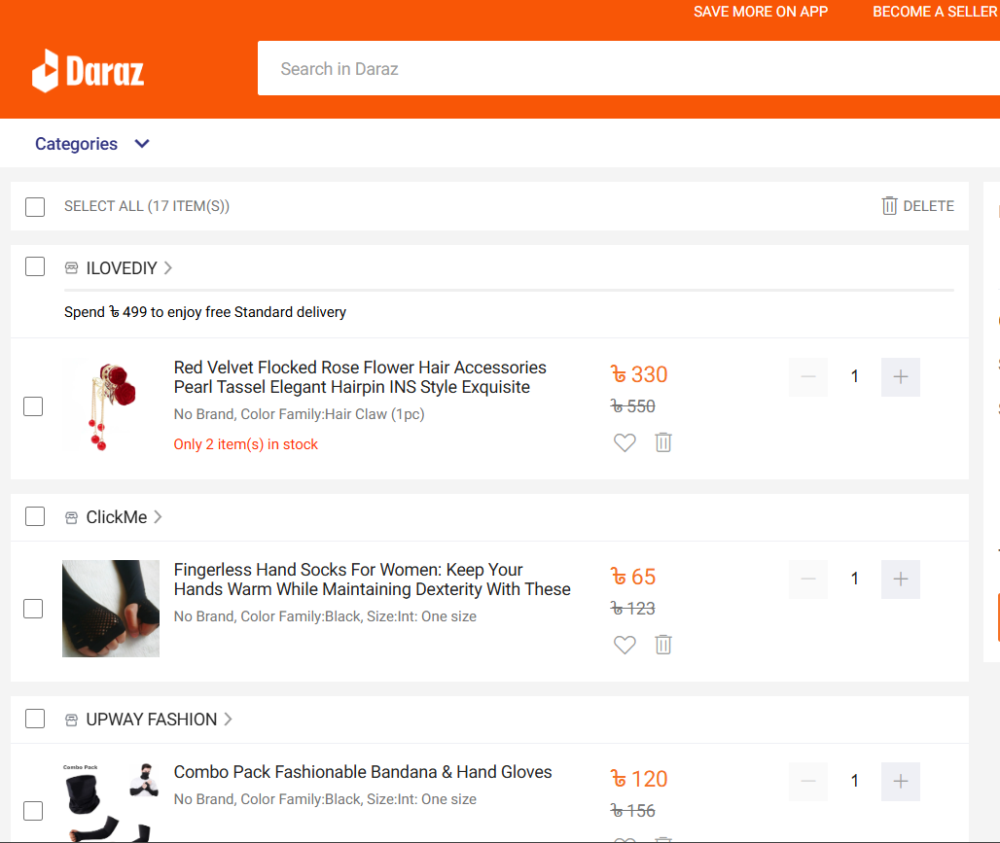 SAVE MORE ON APP BECOME A SELLER
Daraz
Search in Daraz
Categories
SELECT ALL (17 ITEM(S))
DELETE
ILOVEDIY
Spend ৳ 499 to enjoy free Standard delivery
Red Velvet Flocked Rose Flower Hair Accessories
Pearl Tassel Elegant Hairpin INS Style Exquisite
No Brand, Color Family:Hair Claw (1pc)
Only 2 item(s) in stock
৳ 330
৳ 550
1
ClickMe
Fingerless Hand Socks For Women: Keep Your
Hands Warm While Maintaining Dexterity With These
No Brand, Color Family:Black, Size:Int: One size
৳ 65
৳ 123
1
UPWAY FASHION
Combo Pack
Combo Pack Fashionable Bandana & Hand Gloves
No Brand, Color Family:Black, Size:Int: One size
৳ 120
৳ 156
1